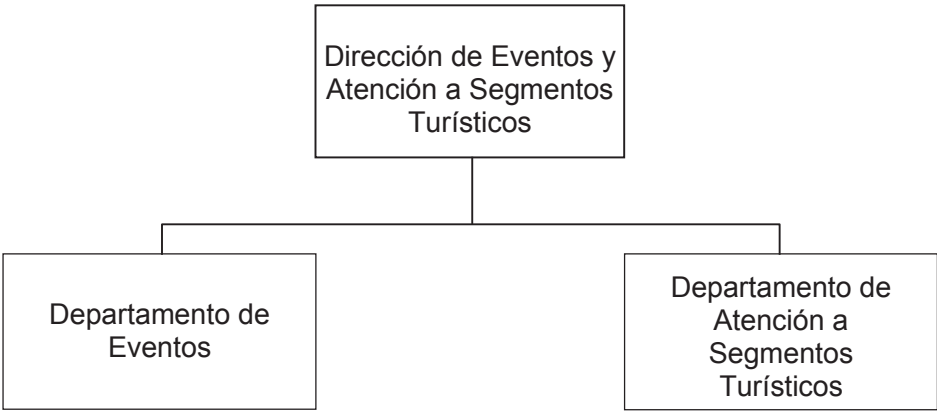 Dirección de Eventos y
Atención a Segmentos
Turísticos
Departamento de
Eventos
Departamento de
Atención a
Segmentos
Turísticos